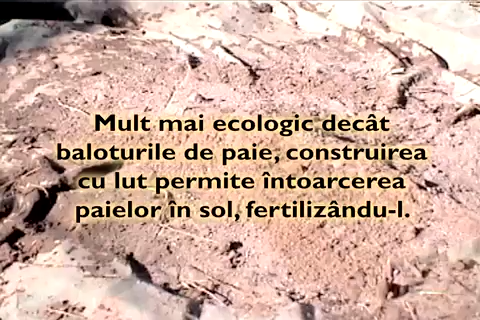 Mult mai ecologic decât
baloturile de paie, construirea
cu lut permite întoarcerea
paielor în sol, fertilizându-l.